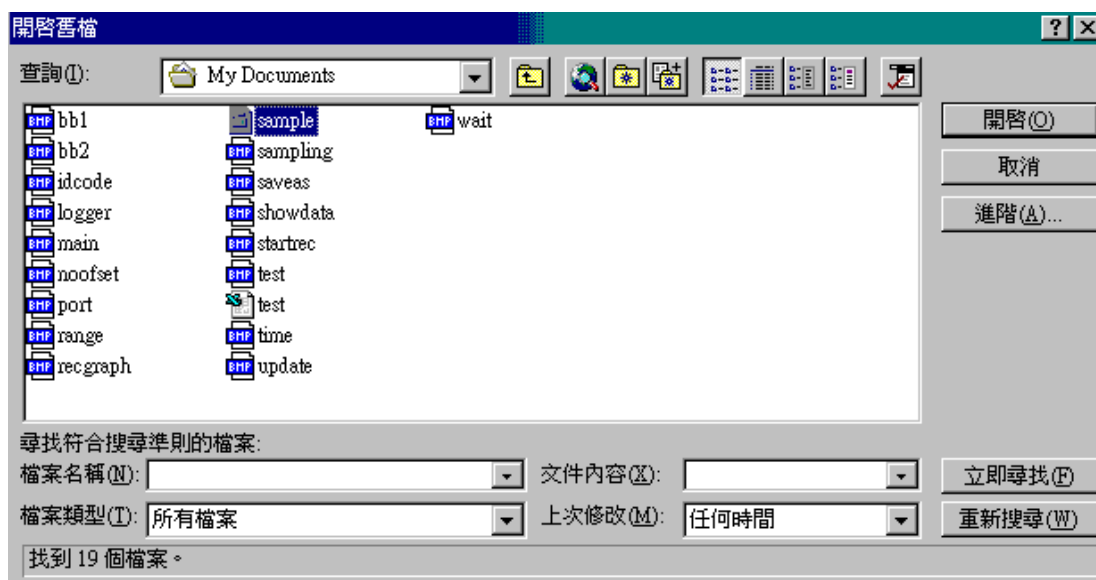 開啓舊檔
查詢(I): My Documents
bb1
bb2
idcode
logger
main
noofset
port
range
recgraph
sample
sampling
saveas
showdata
startrec
test
test
time
update
wait
開啓(O)
取消
進階(A)...
尋找符合搜尋準則的檔案:
檔案名稱(N): 文件內容(X): 立即尋找(F)
檔案類型(T): 所有檔案 上次修改(M): 任何時間 重新搜尋(W)
找到 19 個檔案。